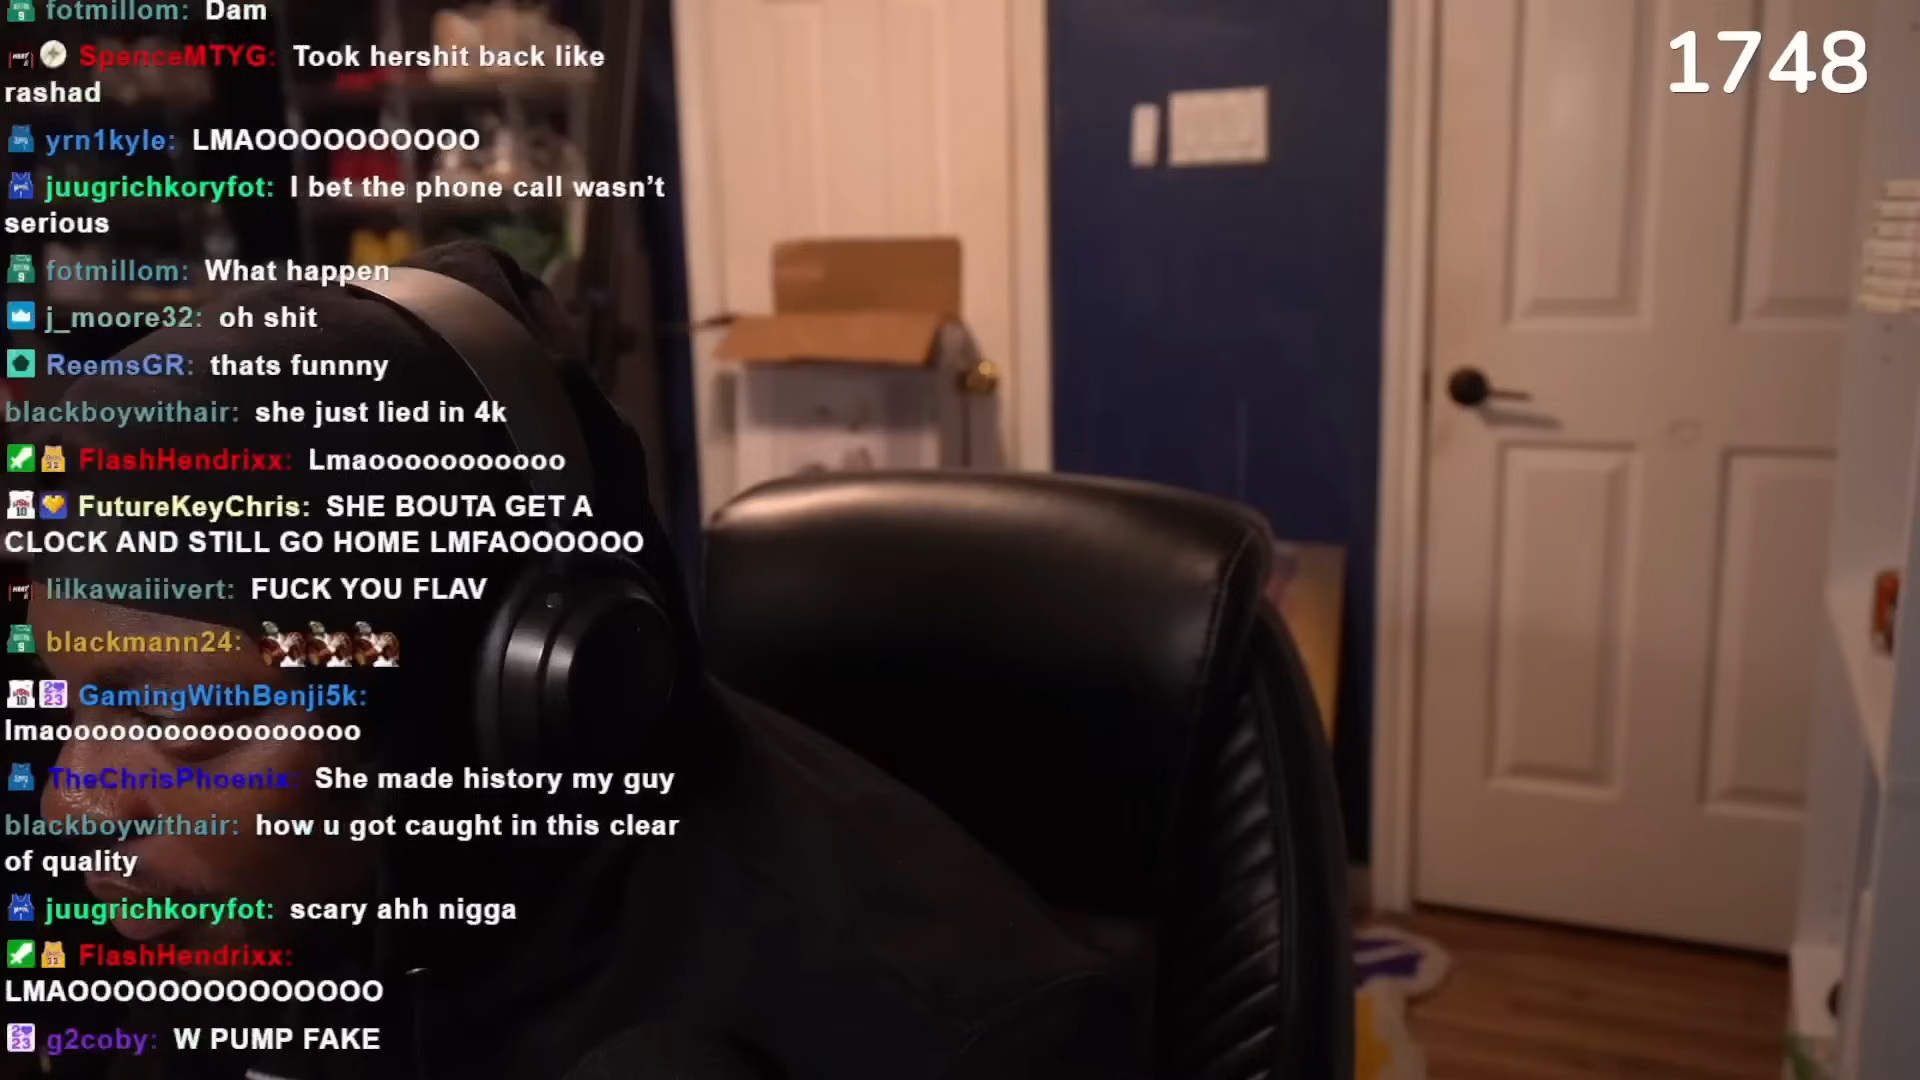 fotmillom: Dam
SpenceMTYG: Took hershit back like
rashad
yrn1kyle: LMAOOOOOOOOOO
juugrichkoryfot: I bet the phone call wasn't
serious
fotmillom: What happen
j_moore32: oh shit
ReemsGR: thats funnny
blackboywithair: she just lied in 4k
FlashHendrixx: Lmaooooooooooo
FutureKeyChris: SHE BOUTA GET A
CLOCK AND STILL GO HOME LMFAOOOOOO
lilkawaiiivert: FUCK YOU FLAV
blackmann24:
GamingWithBenji5k:
lmaooooooooooooooooo
TheChrisPhoenix: She made history my guy
blackboywithair: how u got caught in this clear
of quality
juugrichkoryfot: scary ahh nigga
FlashHendrixx:
LMAOOOOOOOOOOOOOO
g2coby: W PUMP FAKE
1748